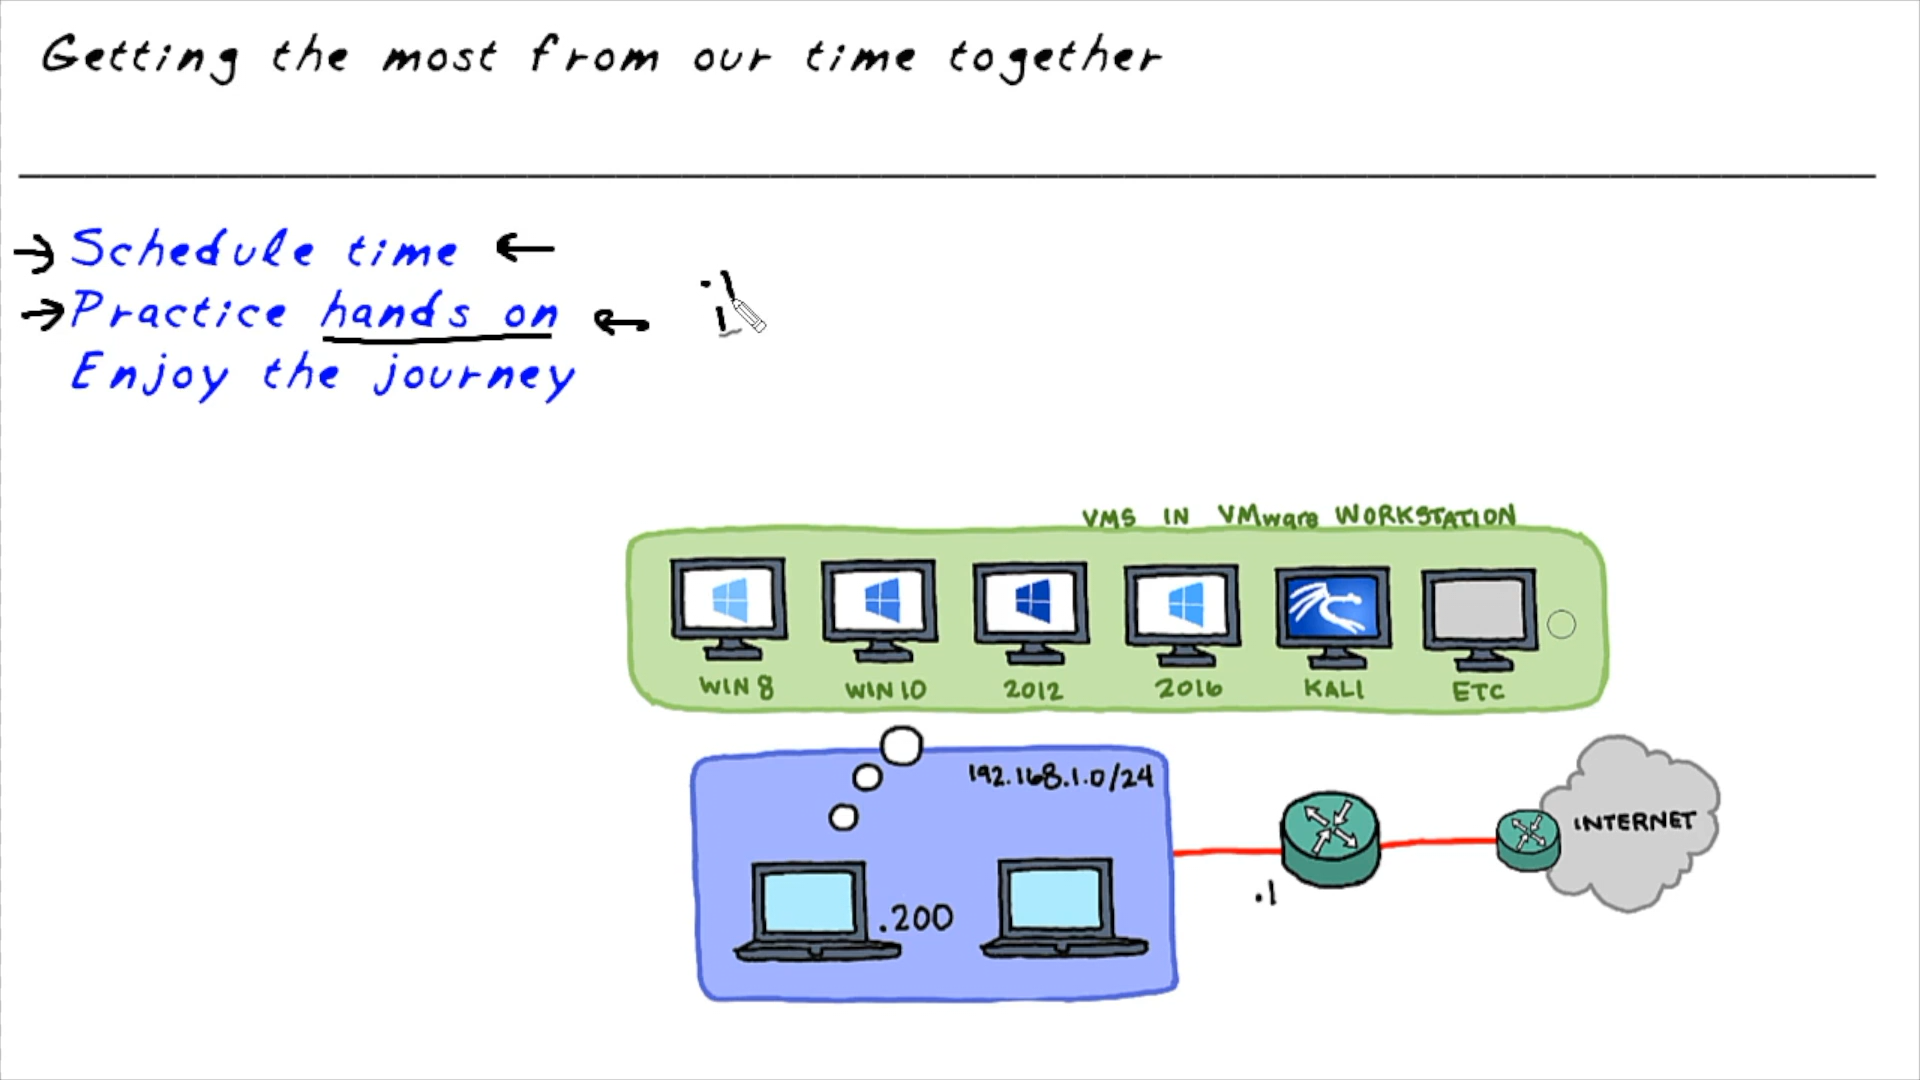 Getting the most from our time together
Schedule time
Practice hands on
Enjoy the journey
VMS IN VMware WORKSTATION
WIN 8
WIN 10
2012
2016
KALI
ETC
192.168.1.0/24
INTERNET
.200
.1